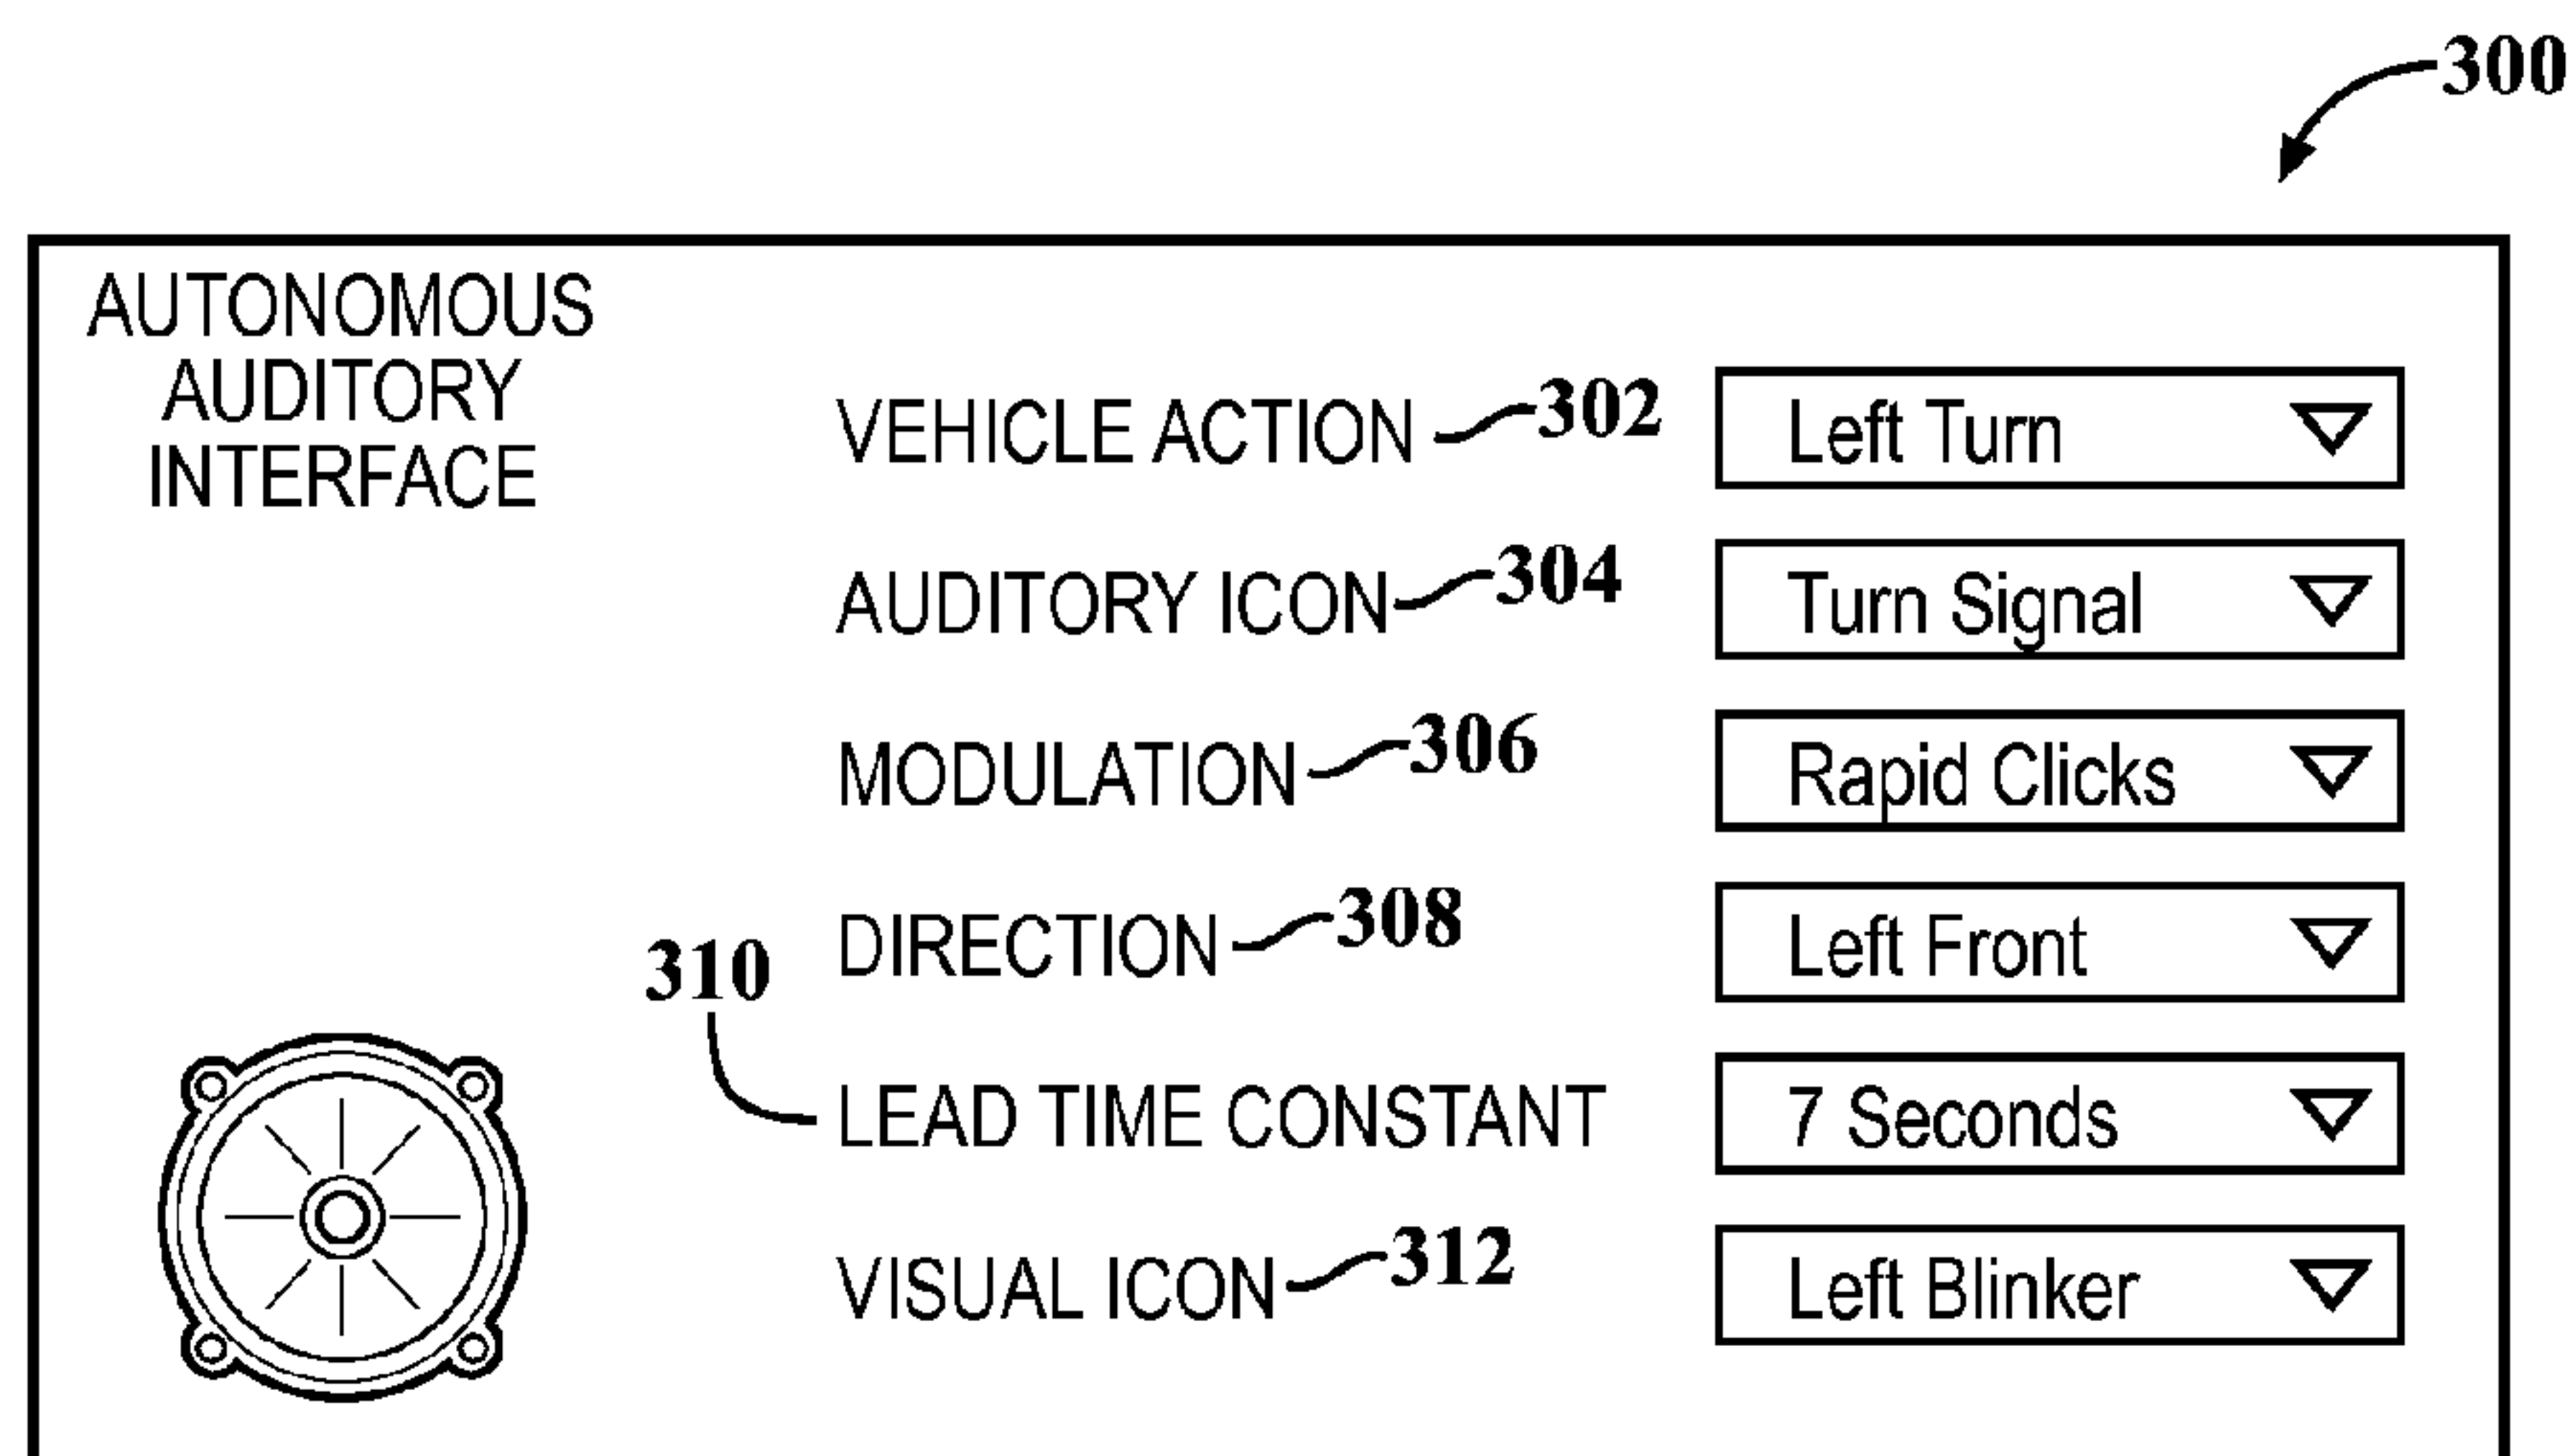 300
AUTONOMOUS
AUDITORY
INTERFACE
VEHICLE ACTION 302 Left Turn
AUDITORY ICON 304 Turn Signal
MODULATION 306 Rapid Clicks
DIRECTION 308 Left Front
310 LEAD TIME CONSTANT 7 Seconds
VISUAL ICON 312 Left Blinker